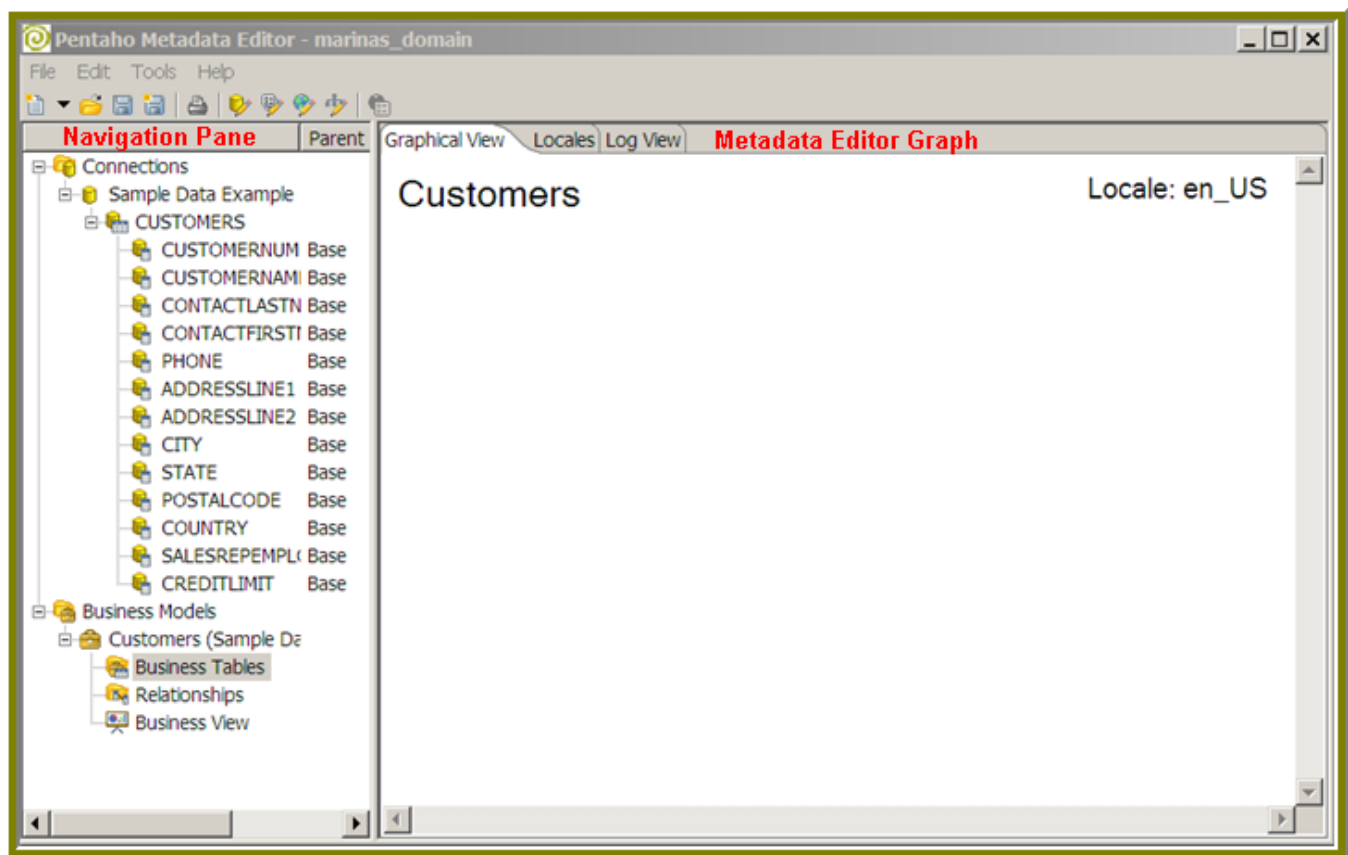 Pentaho Metadata Editor - marinas_domain
File Edit Tools Help
Navigation Pane Parent
Graphical View Locales Log View Metadata Editor Graph
Customers Locale: en_US
Connections
Sample Data Example
CUSTOMERS
CUSTOMERNUM Base
CUSTOMERNAM Base
CONTACTLASTN Base
CONTACTFIRST Base
PHONE Base
ADDRESSLINE1 Base
ADDRESSLINE2 Base
CITY Base
STATE Base
POSTALCODE Base
COUNTRY Base
SALESREPEMPL Base
CREDITLIMIT Base
Business Models
Customers (Sample Da
Business Tables
Relationships
Business View